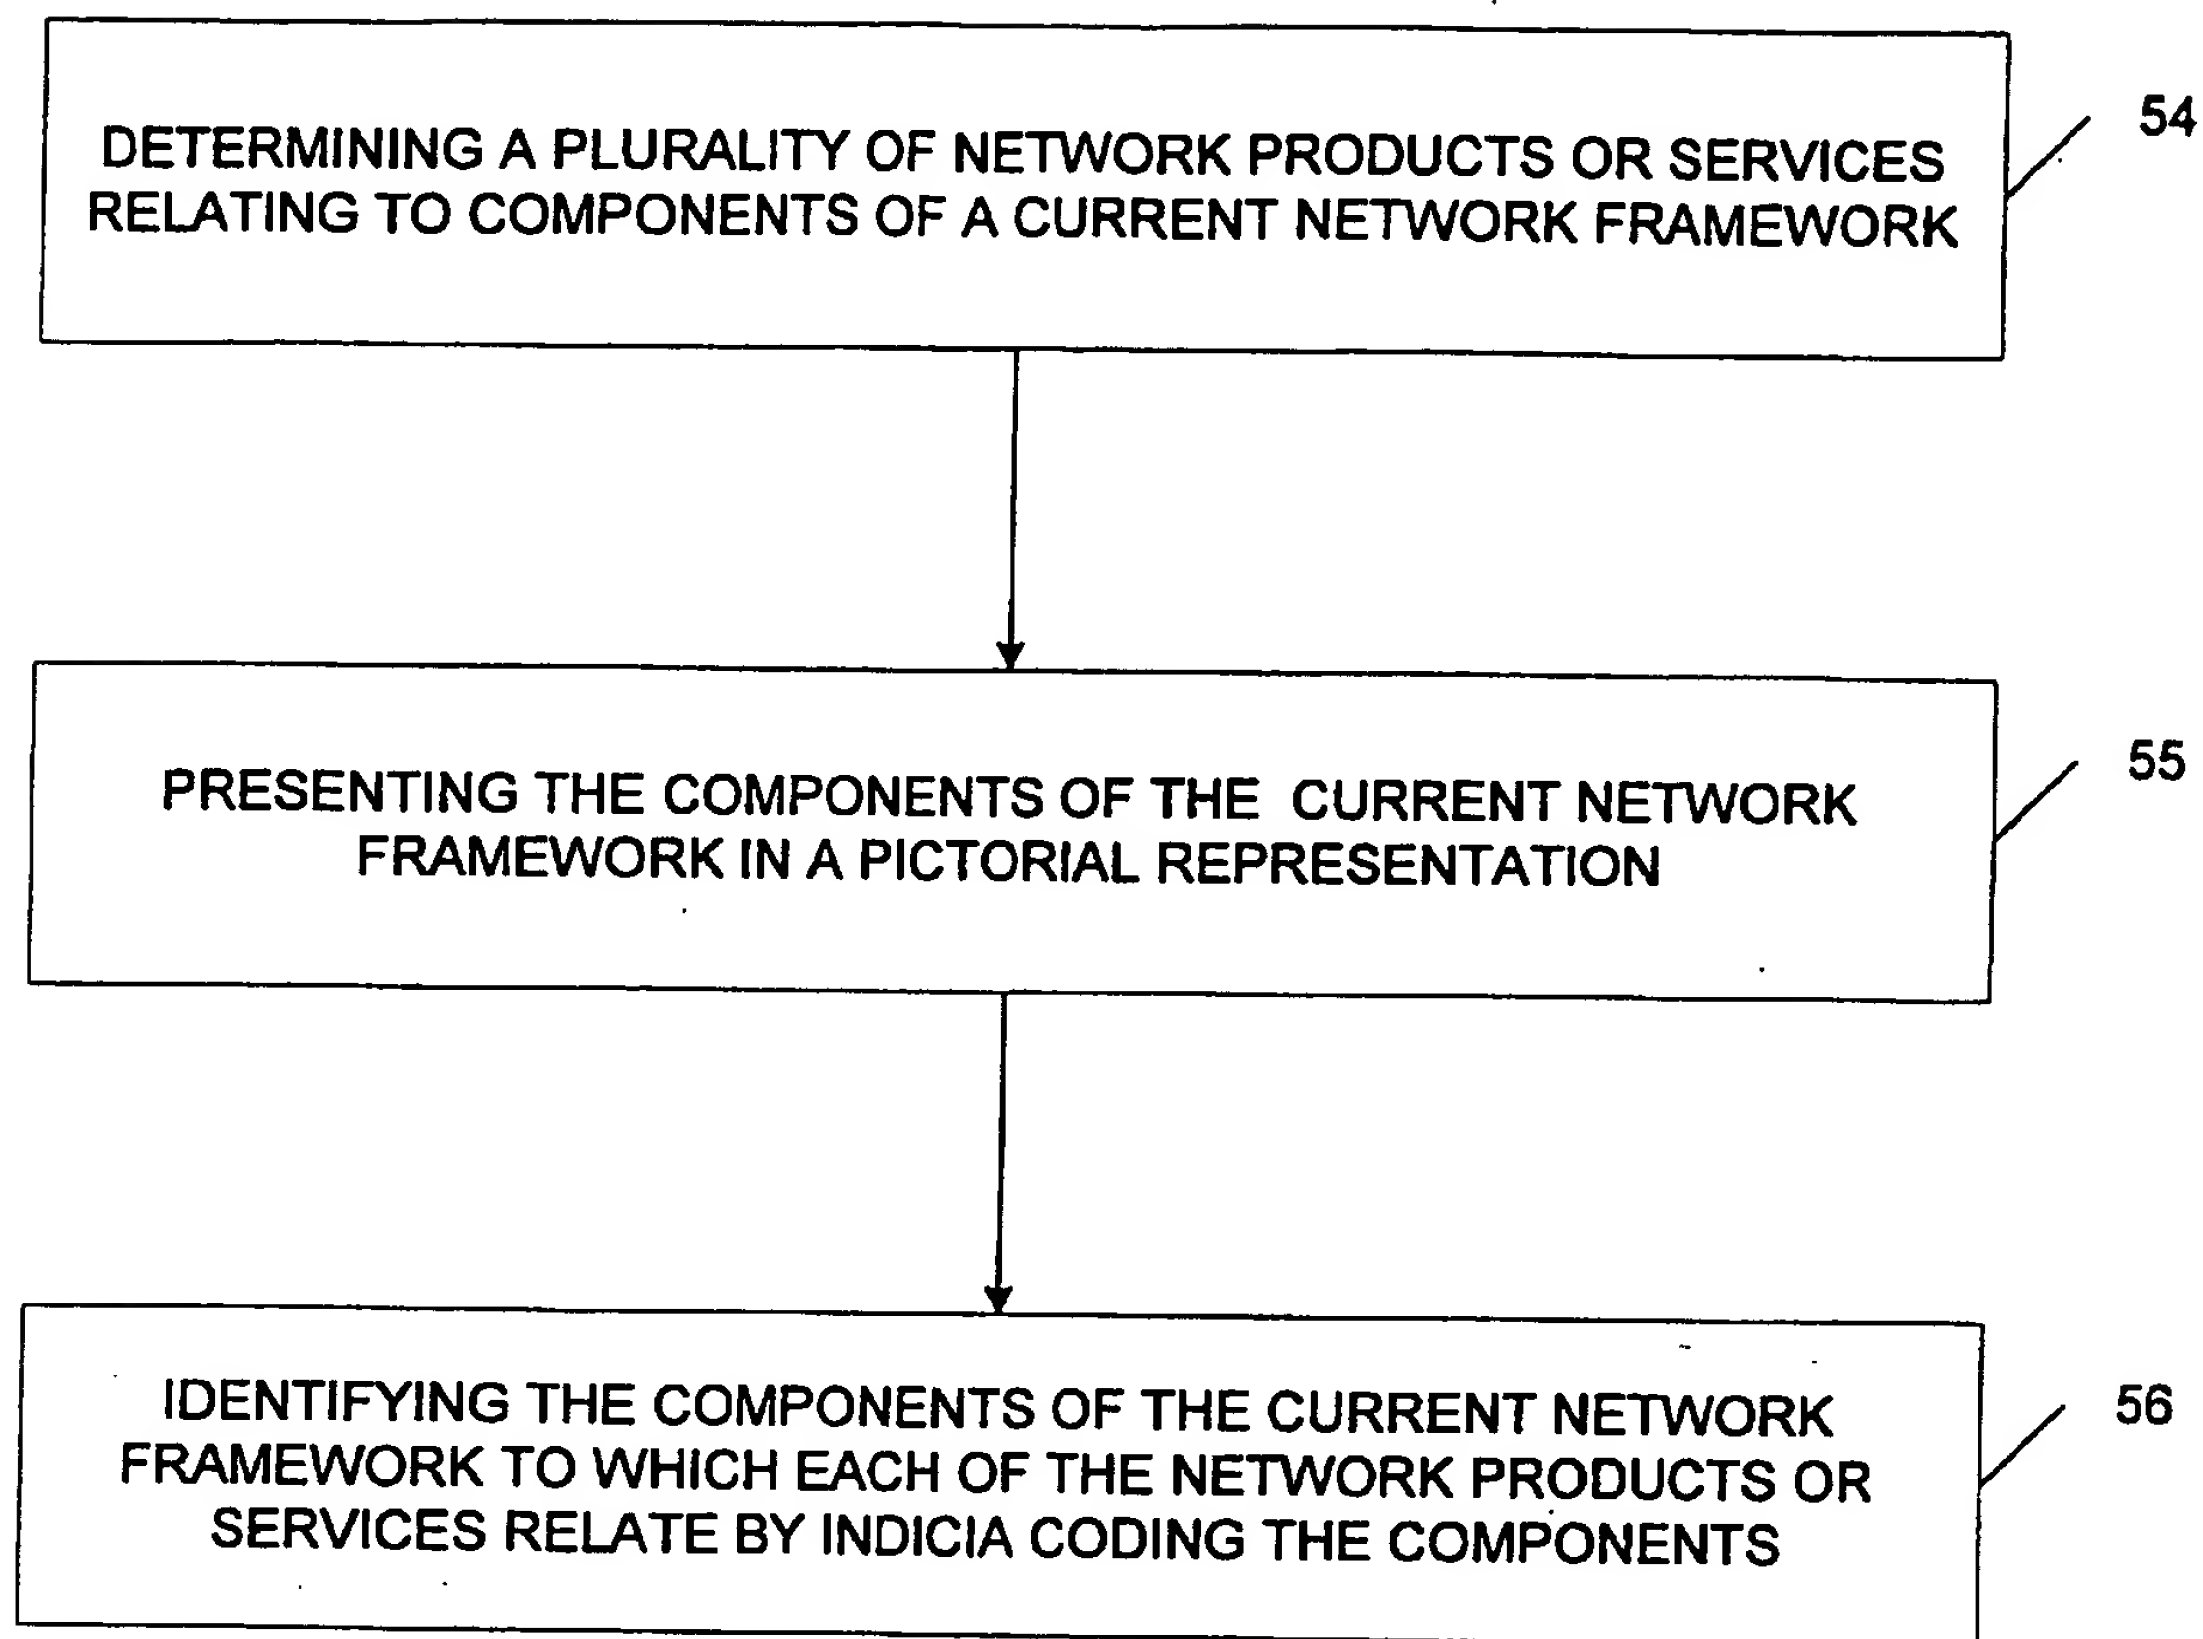 DETERMINING A PLURALITY OF NETWORK PRODUCTS OR SERVICES
RELATING TO COMPONENTS OF A CURRENT NETWORK FRAMEWORK
54
PRESENTING THE COMPONENTS OF THE CURRENT NETWORK
FRAMEWORK IN A PICTORIAL REPRESENTATION
55
IDENTIFYING THE COMPONENTS OF THE CURRENT NETWORK
FRAMEWORK TO WHICH EACH OF THE NETWORK PRODUCTS OR
SERVICES RELATE BY INDICIA CODING THE COMPONENTS
56